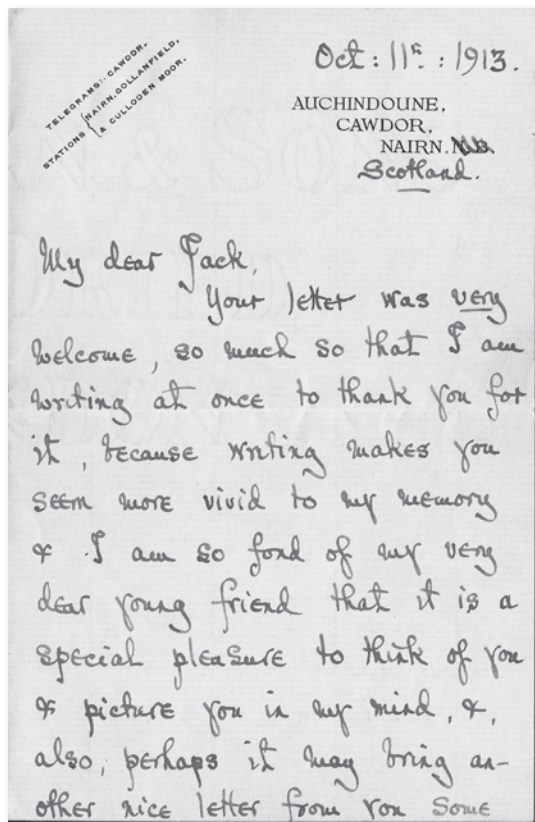 TELEGRAMS:- CAWDOR.
STATIONS { NAIRN, GOLLANFIELD,
& CULLODEN MOOR.
Oct: 11th: 1913.
AUCHINDOUNE,
CAWDOR,
NAIRN. N.B.
Scotland.
My dear Jack,
Your letter was very
welcome, so much so that I am
writing at once to thank you for
it, because writing makes you
seem more vivid to my memory
& I am so fond of my very
dear young friend that it is a
special pleasure to think of you
& picture you in my mind, &,
also, perhaps it may bring an-
other nice letter from you some